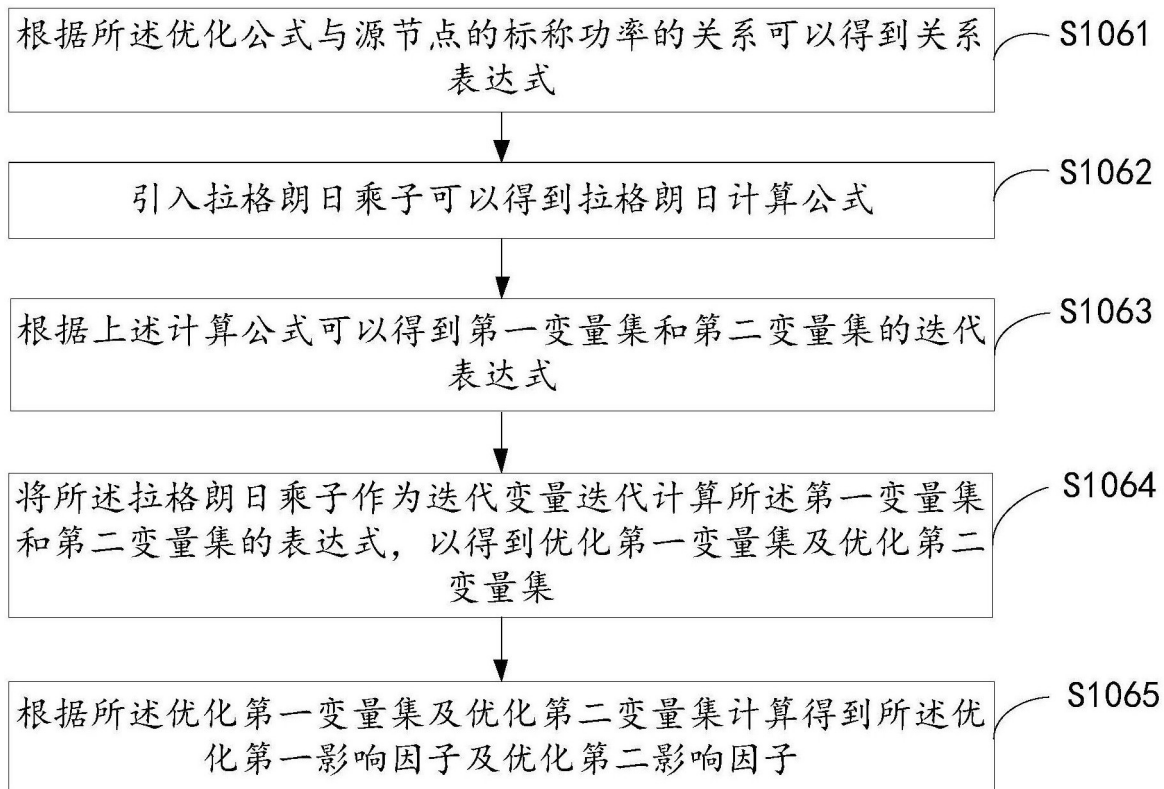 根据所述优化公式与源节点的标称功率的关系可以得到关系
表达式
S1061
引入拉格朗日乘子可以得到拉格朗日计算公式
S1062
根据上述计算公式可以得到第一变量集和第二变量集的迭代
表达式
S1063
将所述拉格朗日乘子作为迭代变量迭代计算所述第一变量集
和第二变量集的表达式，以得到优化第一变量集及优化第二
变量集
S1064
根据所述优化第一变量集及优化第二变量集计算得到所述优
化第一影响因子及优化第二影响因子
S1065